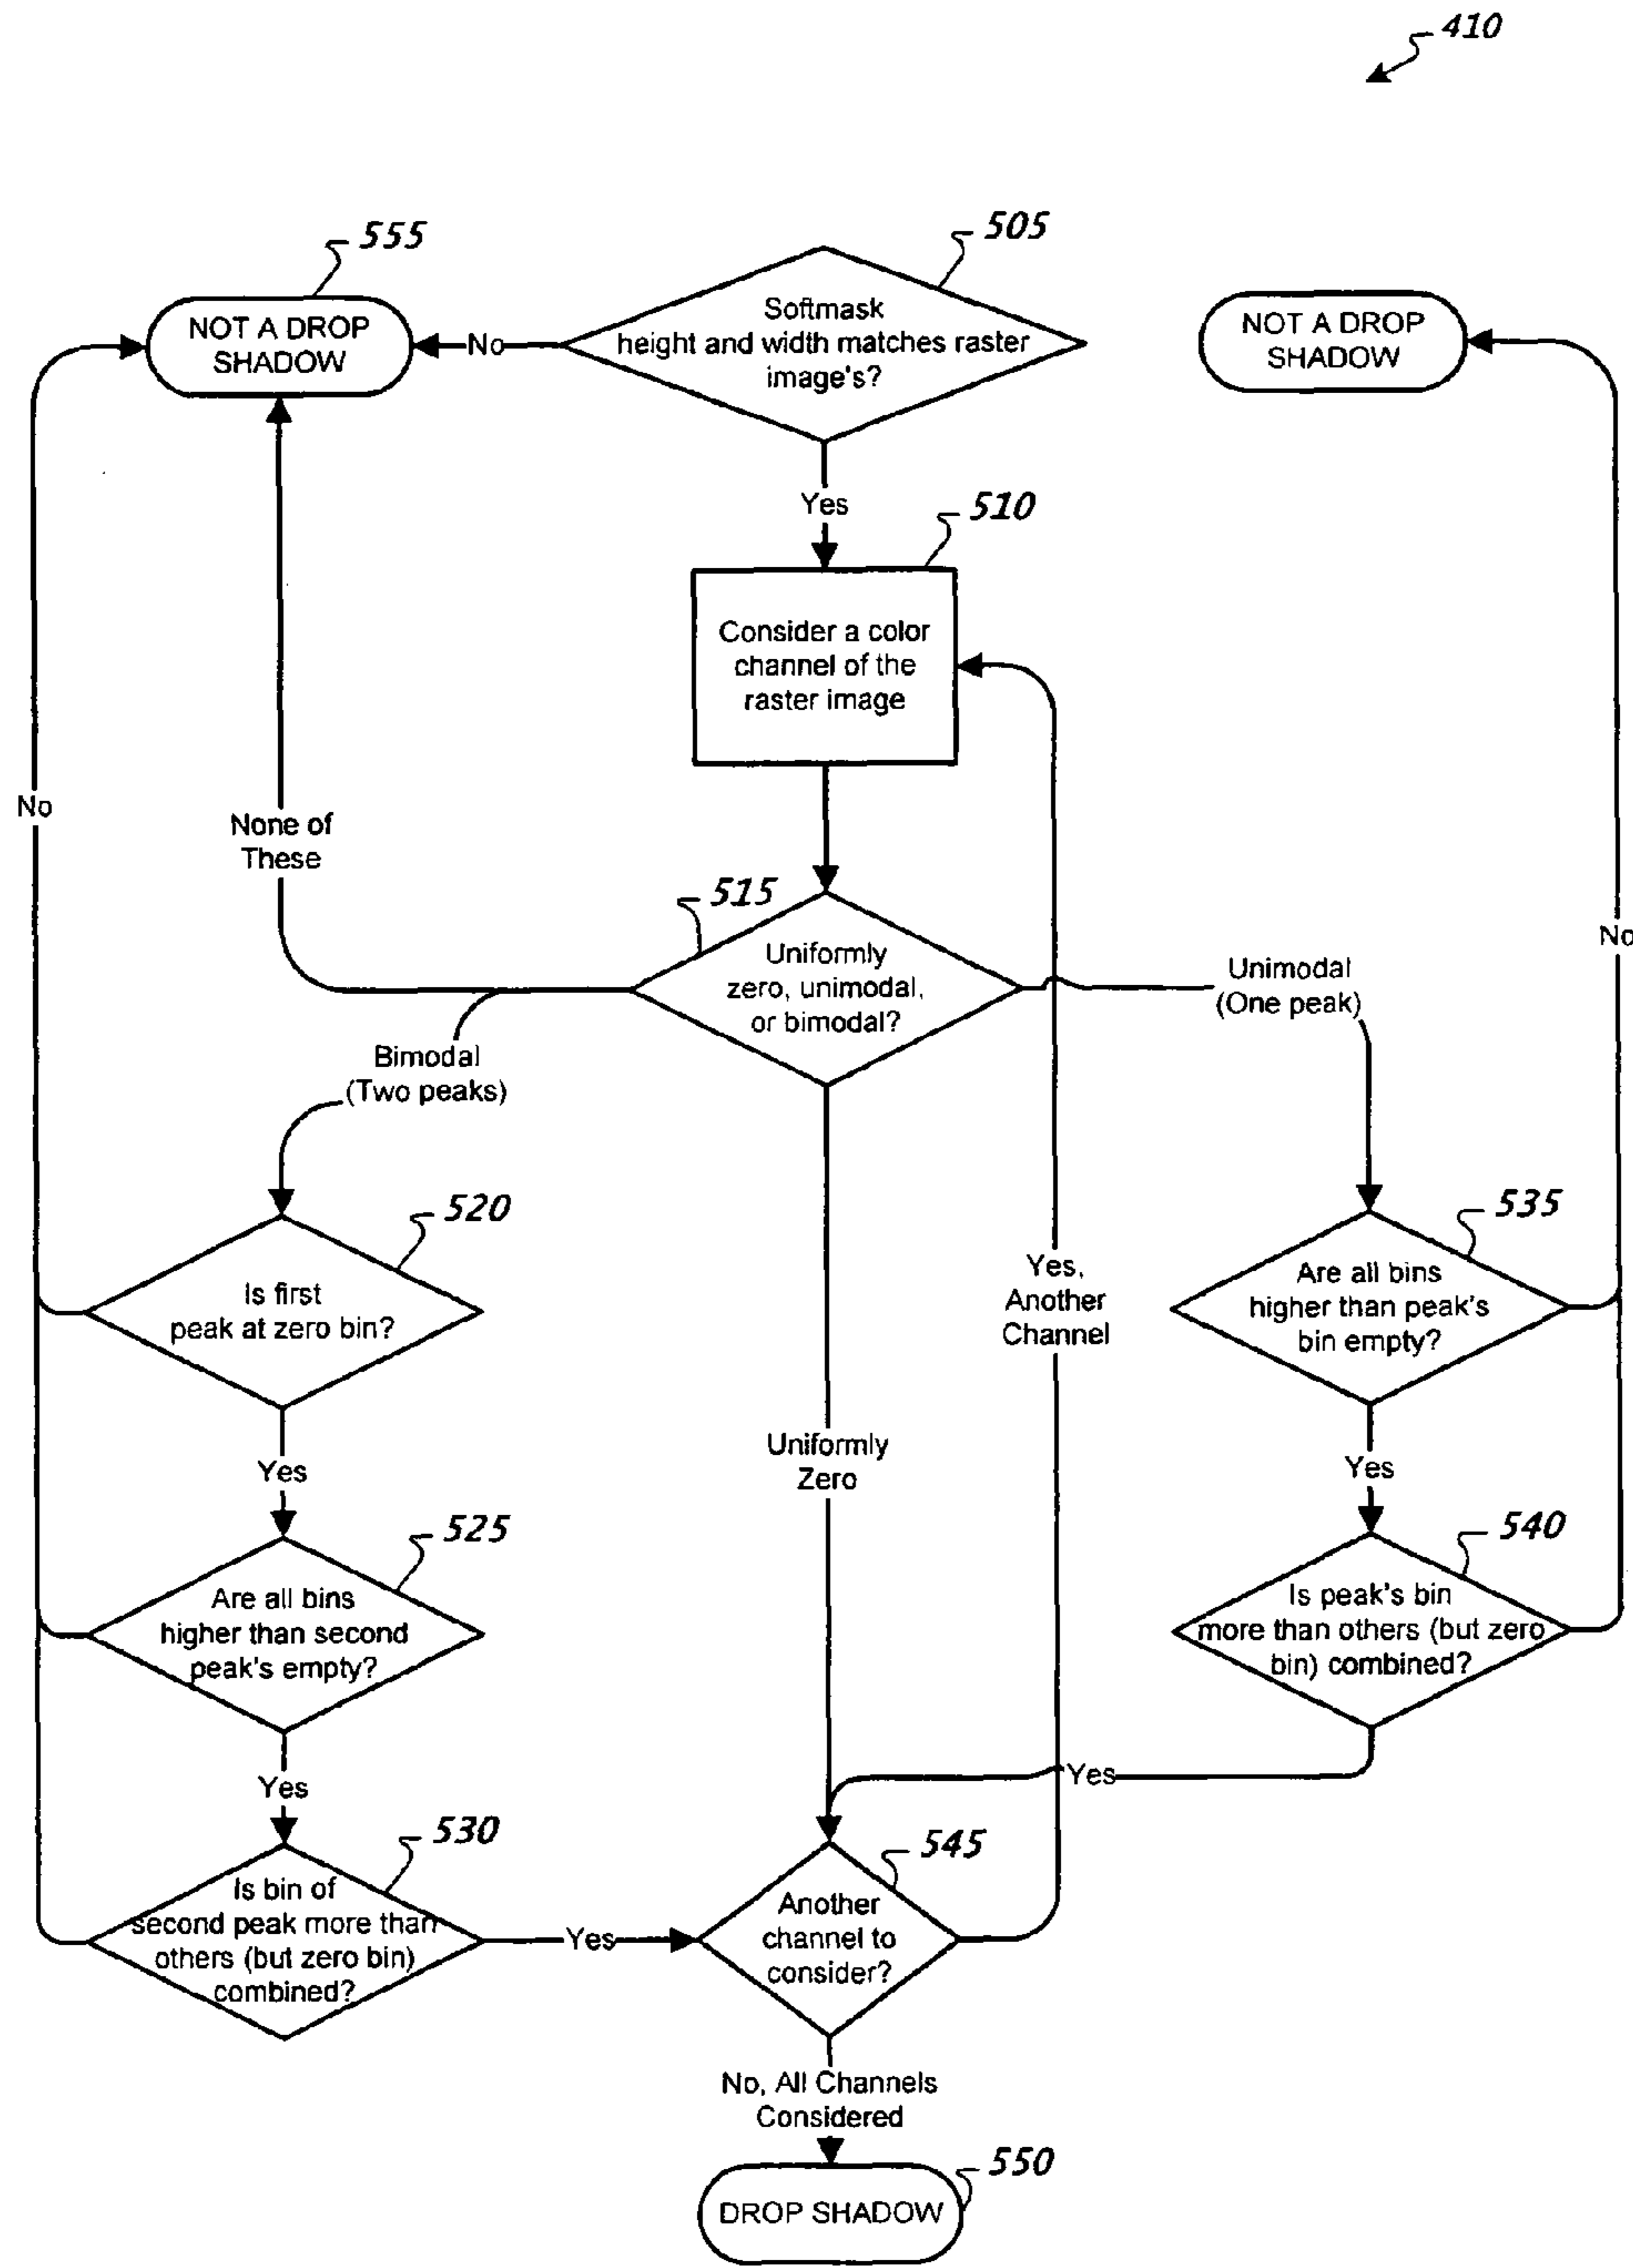 410
555
505
NOT A DROP
SHADOW
No
Softmask
height and width matches raster
image's?
NOT A DROP
SHADOW
Yes
510
Consider a color
channel of the
raster image
No
None of
These
515
Uniformly
zero, unimodal,
or bimodal?
Unimodal
(One peak)
No
Bimodal
(Two peaks)
520
Is first
peak at zero bin?
535
Are all bins
higher than peak's
bin empty?
Yes,
Another
Channel
Uniformly
Zero
Yes
Yes
525
Are all bins
higher than second
peak's empty?
540
Is peak's bin
more than others (but zero
bin) combined?
Yes
Yes
530
Is bin of
second peak more than
others (but zero bin)
combined?
Yes
545
Another
channel to
consider?
No, All Channels
Considered
550
DROP SHADOW